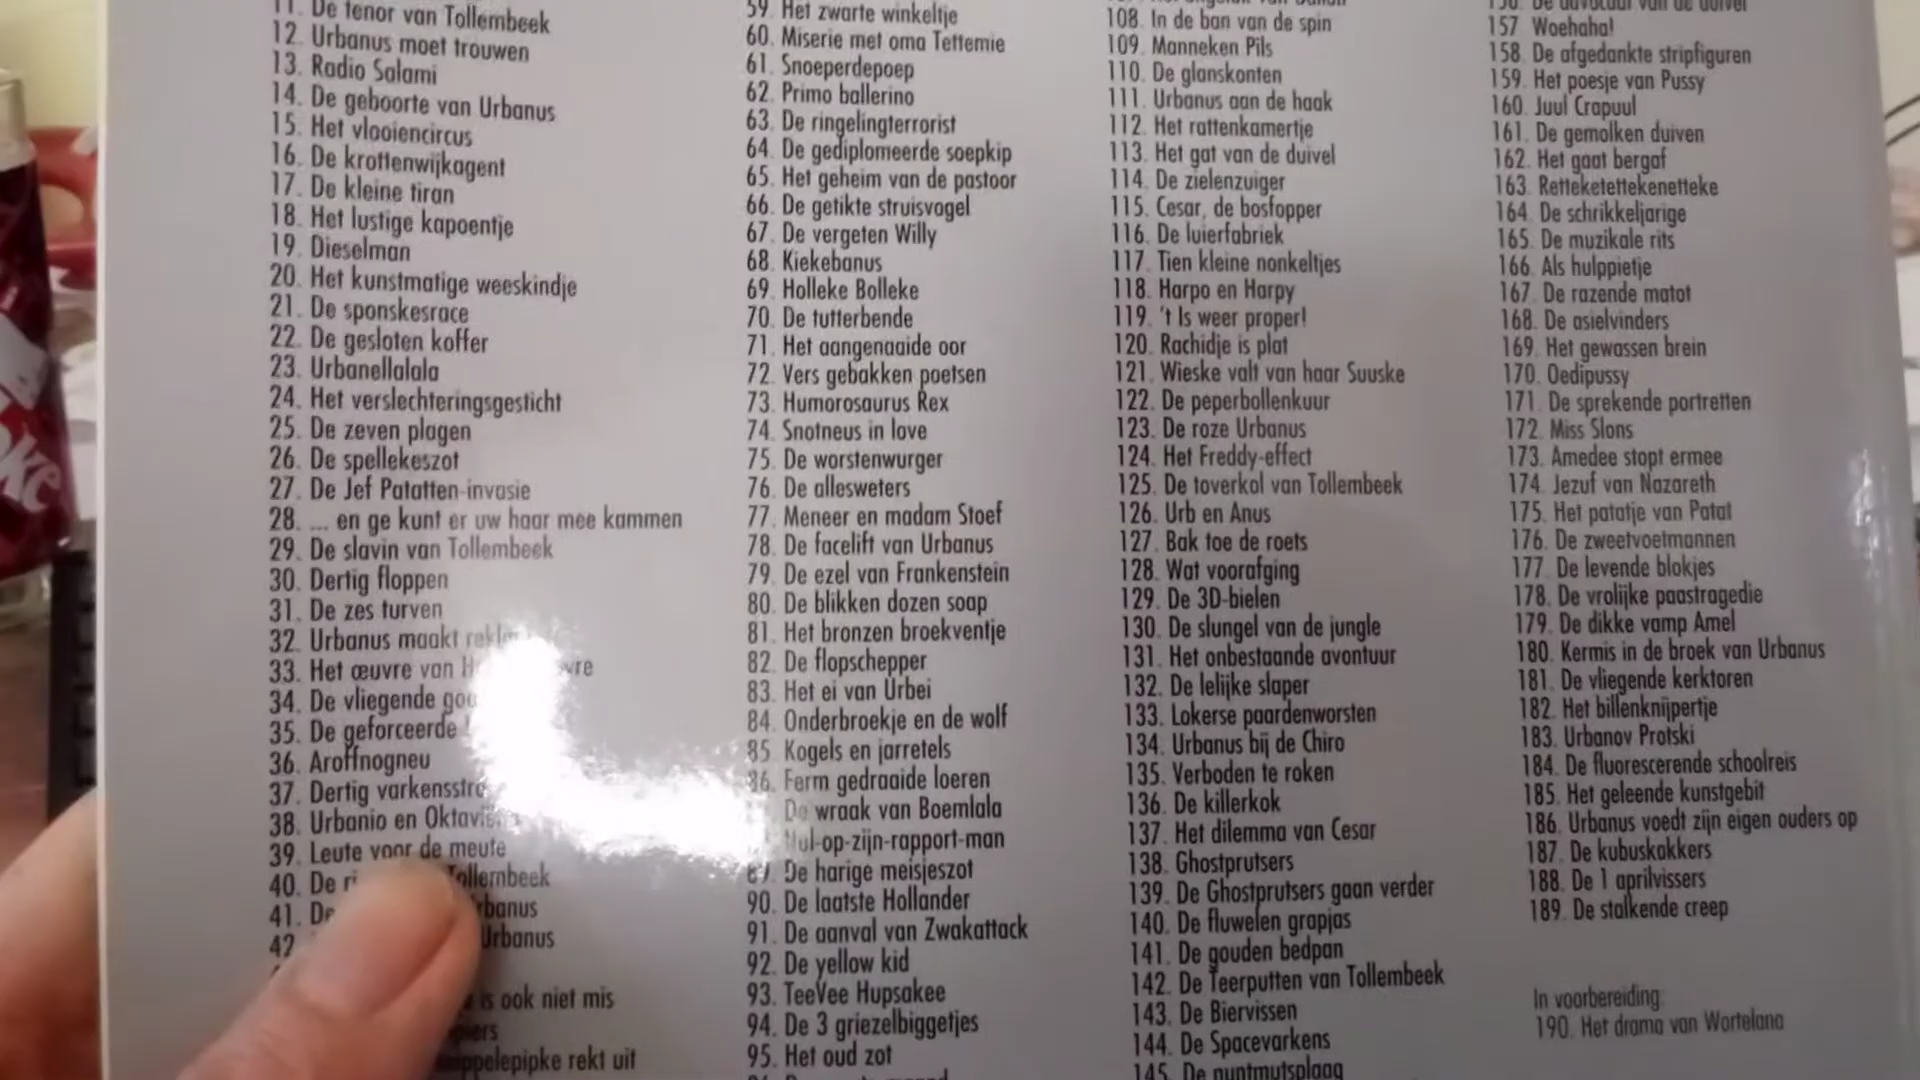 11. De tenor van Tollembeek
12. Urbanus moet trouwen
13. Radio Salami
14. De geboorte van Urbanus
15. Het vlooiencircus
16. De krottenwijkagent
17. De kleine tiran
18. Het lustige kapoentje
19. Dieselman
20. Het kunstmatige weeskindje
21. De sponskesrace
22. De gesloten koffer
23. Urbanellalala
24. Het verslechteringsgesticht
25. De zeven plagen
26. De spellekeszot
27. De Jef Patatten-invasie
28. ... en ge kunt er uw haar mee kammen
29. De slavin van Tollembeek
30. Dertig floppen
31. De zes turven
32. Urbanus maakt
33. Het œuvre van
34. De vliegende
35. De geforceerde
36. Aroffnogneu
37. Dertig
38. Urbanio en
39. Leute voor de meute
40. De Tollembeek
41. De
42 Urbanus
is ook niet mis
rekt uit
59. Het zwarte winkeltje
60. Miserie met oma Tettemie
61. Snoeperdepoep
62. Primo ballerino
63. De ringelingterrorist
64. De gediplomeerde soepkip
65. Het geheim van de pastoor
66. De getikte struisvogel
67. De vergeten Willy
68. Kiekebanus
69. Holleke Bolleke
70. De tutterbende
71. Het aangenaaide oor
72. Vers gebakken poetsen
73. Humorosaurus Rex
74. Snotneus in love
75. De worstenwurger
76. De allesweters
77. Meneer en madam Stoef
78. De facelift van Urbanus
79. De ezel van Frankenstein
80. De blikken dozen soap
81. Het bronzen broekventje
82. De flopschepper
83. Het ei van Urbei
84. Onderbroekje en de wolf
85. Kogels en jarretels
86. Ferm gedraaide loeren
De wraak van Boemlala
Nul-op-zijn-rapport-man
89. De harige meisjeszot
90. De laatste Hollander
91. De aanval van Zwakattack
92. De yellow kid
93. TeeVee Hupsakee
94. De 3 griezelbiggetjes
95. Het oud zot
108. In de ban van de spin
109. Manneken Pils
110. De glanskonten
111. Urbanus aan de haak
112. Het rattenkamertje
113. Het gat van de duivel
114. De zielenzuiger
115. Cesar, de bosfopper
116. De luierfabriek
117. Tien kleine nonkeltjes
118. Harpo en Harpy
119. 't Is weer proper!
120. Rachidje is plat
121. Wieske valt van haar Suuske
122. De peperbollenkuur
123. De roze Urbanus
124. Het Freddy-effect
125. De toverkol van Tollembeek
126. Urb en Anus
127. Bak toe de roets
128. Wat voorafging
129. De 3D-bielen
130. De slungel van de jungle
131. Het onbestaande avontuur
132. De lelijke slaper
133. Lokerse paardenworsten
134. Urbanus bij de Chiro
135. Verboden te roken
136. De killerkok
137. Het dilemma van Cesar
138. Ghostprutsers
139. De Ghostprutsers gaan verder
140. De fluwelen grapjas
141. De gouden bedpan
142. De Teerputten van Tollembeek
143. De Biervissen
144. De Spacevarkens
145. De puntmutsplaag
156. De advocaat van de duivel
157 Woehaha!
158. De afgedankte stripfiguren
159. Het poesje van Pussy
160. Juul Crapuul
161. De gemolken duiven
162. Het gaat bergaf
163. Retteketettekenetteke
164. De schrikkeljarige
165. De muzikale rits
166. Als hulppietje
167. De razende matot
168. De asielvinders
169. Het gewassen brein
170. Oedipussy
171. De sprekende portretten
172. Miss Slons
173. Amedee stopt ermee
174. Jezuf van Nazareth
175. Het patatje van Patat
176. De zweetvoetmannen
177. De levende blokjes
178. De vrolijke paastragedie
179. De dikke vamp Amel
180. Kermis in de broek van Urbanus
181. De vliegende kerktoren
182. Het billenknijpertje
183. Urbanov Protski
184. De fluorescerende schoolreis
185. Het geleende kunstgebit
186. Urbanus voedt zijn eigen ouders op
187. De kubuskakkers
188. De 1 aprilvissers
189. De stalkende creep
In voorbereiding:
190. Het drama van Wortelana